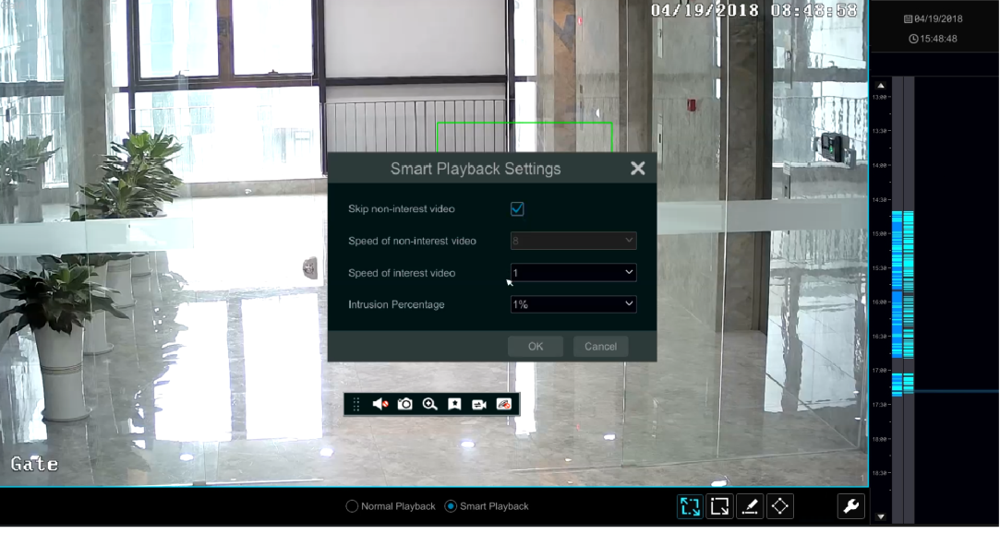 04/19/2018 08:48:58
04/19/2018
15:48:48
Smart Playback Settings
Skip non-interest video
Speed of non-interest video 8
Speed of interest video 1
Intrusion Percentage 1%
OK Cancel
13:00
13:30
14:00
14:30
15:00
15:30
16:00
16:30
17:00
17:30
18:00
18:30
Gate
Normal Playback Smart Playback